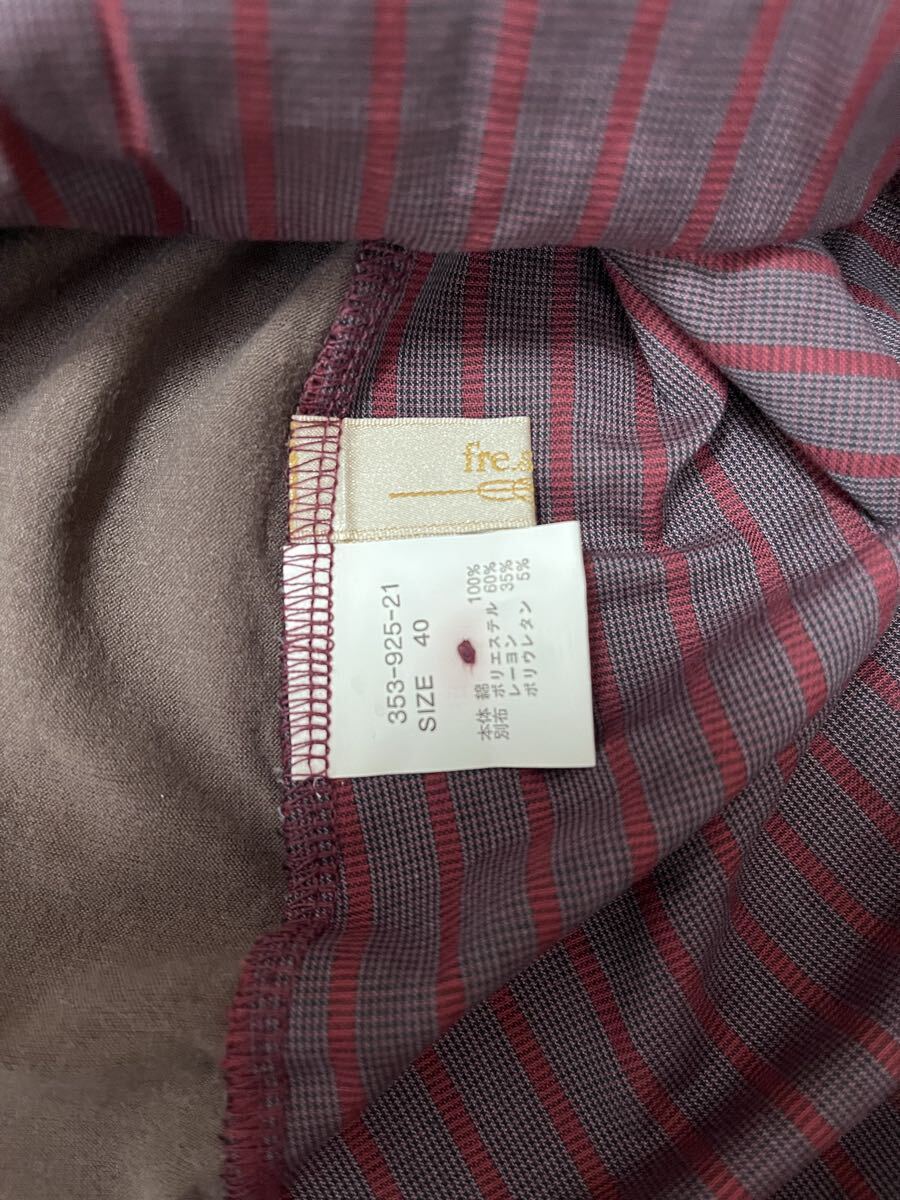 fre.s
353-925-21
SIZE 40
本体 綿 100%
別布 ポリエステル 60%
レーヨン 35%
ポリウレタン 5%